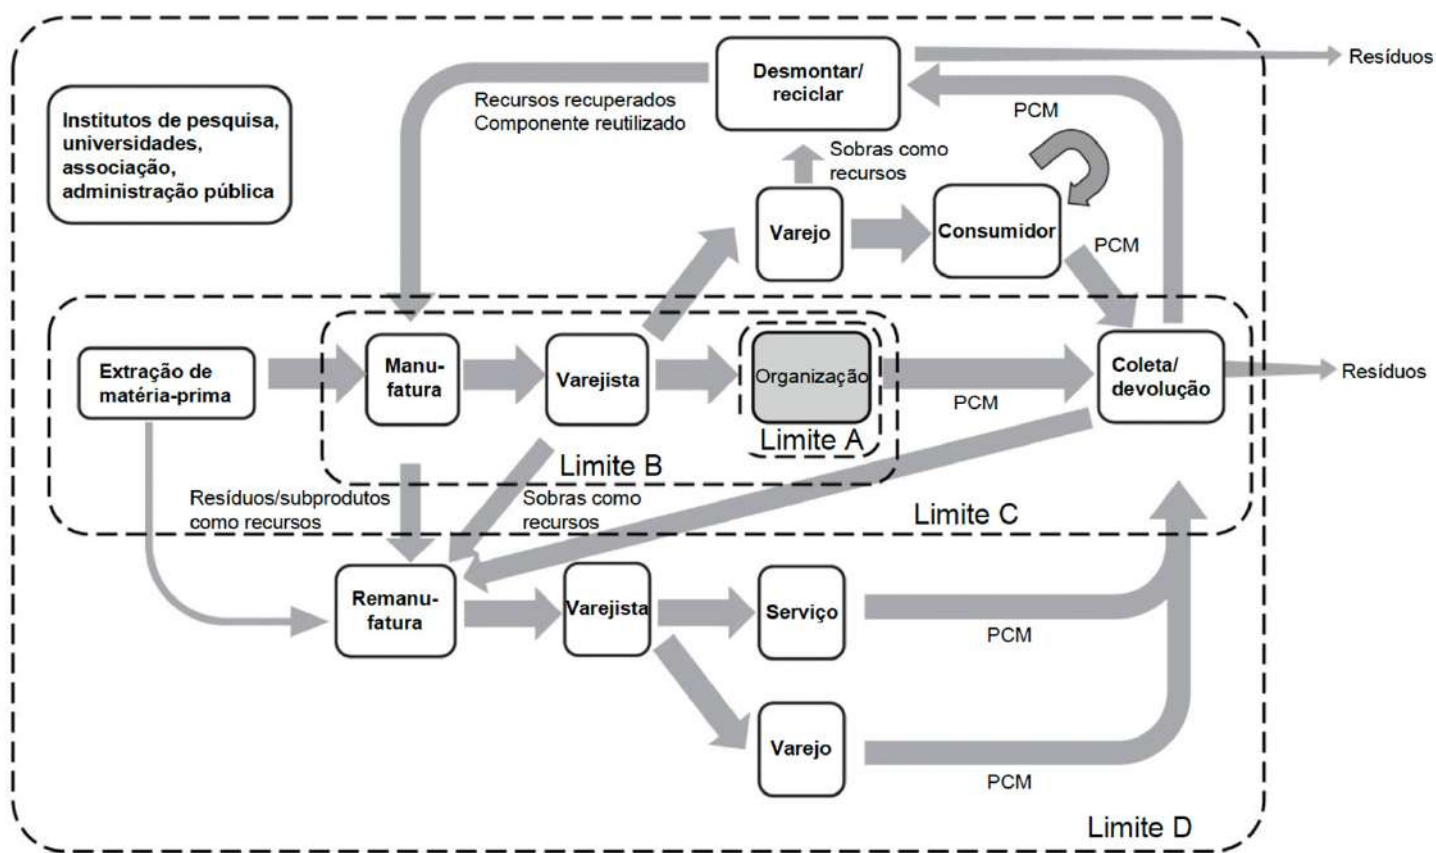 Desmontar/
reciclar
Resíduos
Recursos recuperados
Componente reutilizado
PCM
Institutos de pesquisa,
universidades,
associação,
administração pública
Sobras como
recursos
Varejo
Consumidor
PCM
Extração de
matéria-prima
Manu-
fatura
Varejista
Organização
PCM
Coleta/
devolução
Resíduos
Limite A
Limite B
Resíduos/subprodutos
como recursos
Sobras como
recursos
Limite C
Remanu-
fatura
Varejista
Serviço
PCM
Varejo
PCM
Limite D